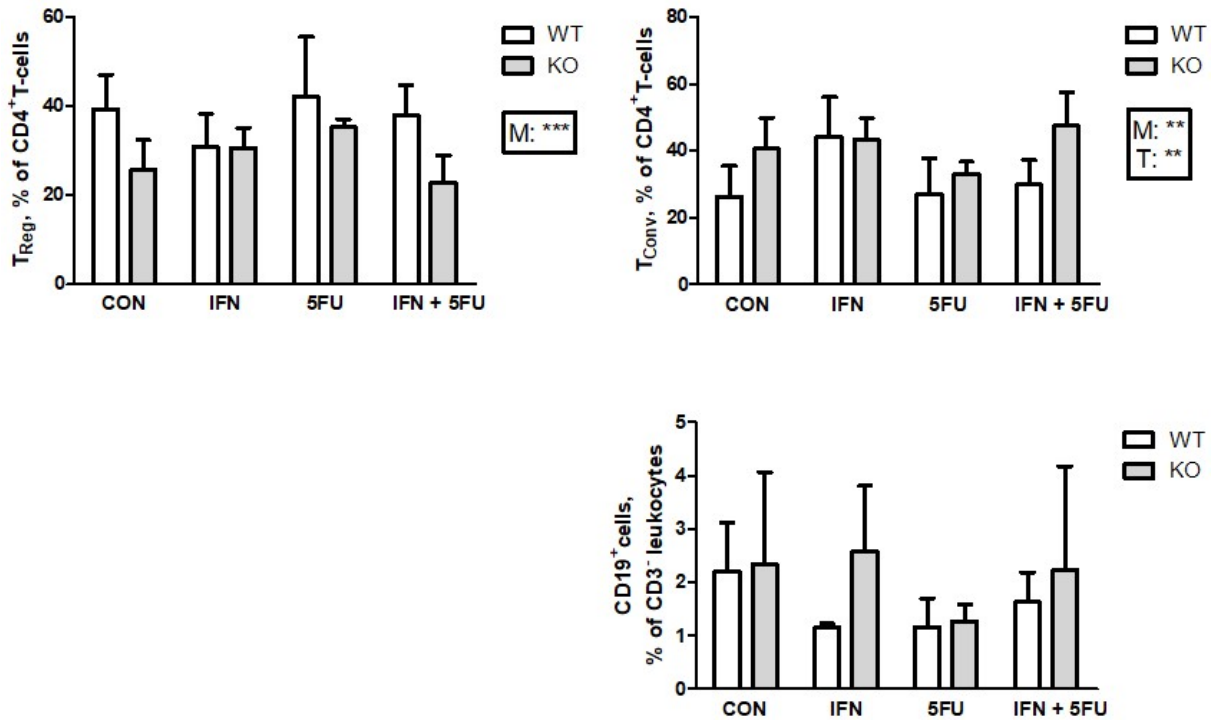 60
40
20
0
T_Reg, % of CD4⁺T-cells
CON IFN 5FU IFN + 5FU
WT
KO
M: ***
80
60
40
20
0
T_Conv, % of CD4⁺T-cells
CON IFN 5FU IFN + 5FU
WT
KO
M: **
T: **
5
4
3
2
1
0
CD19⁺cells,
% of CD3⁻ leukocytes
CON IFN 5FU IFN + 5FU
WT
KO